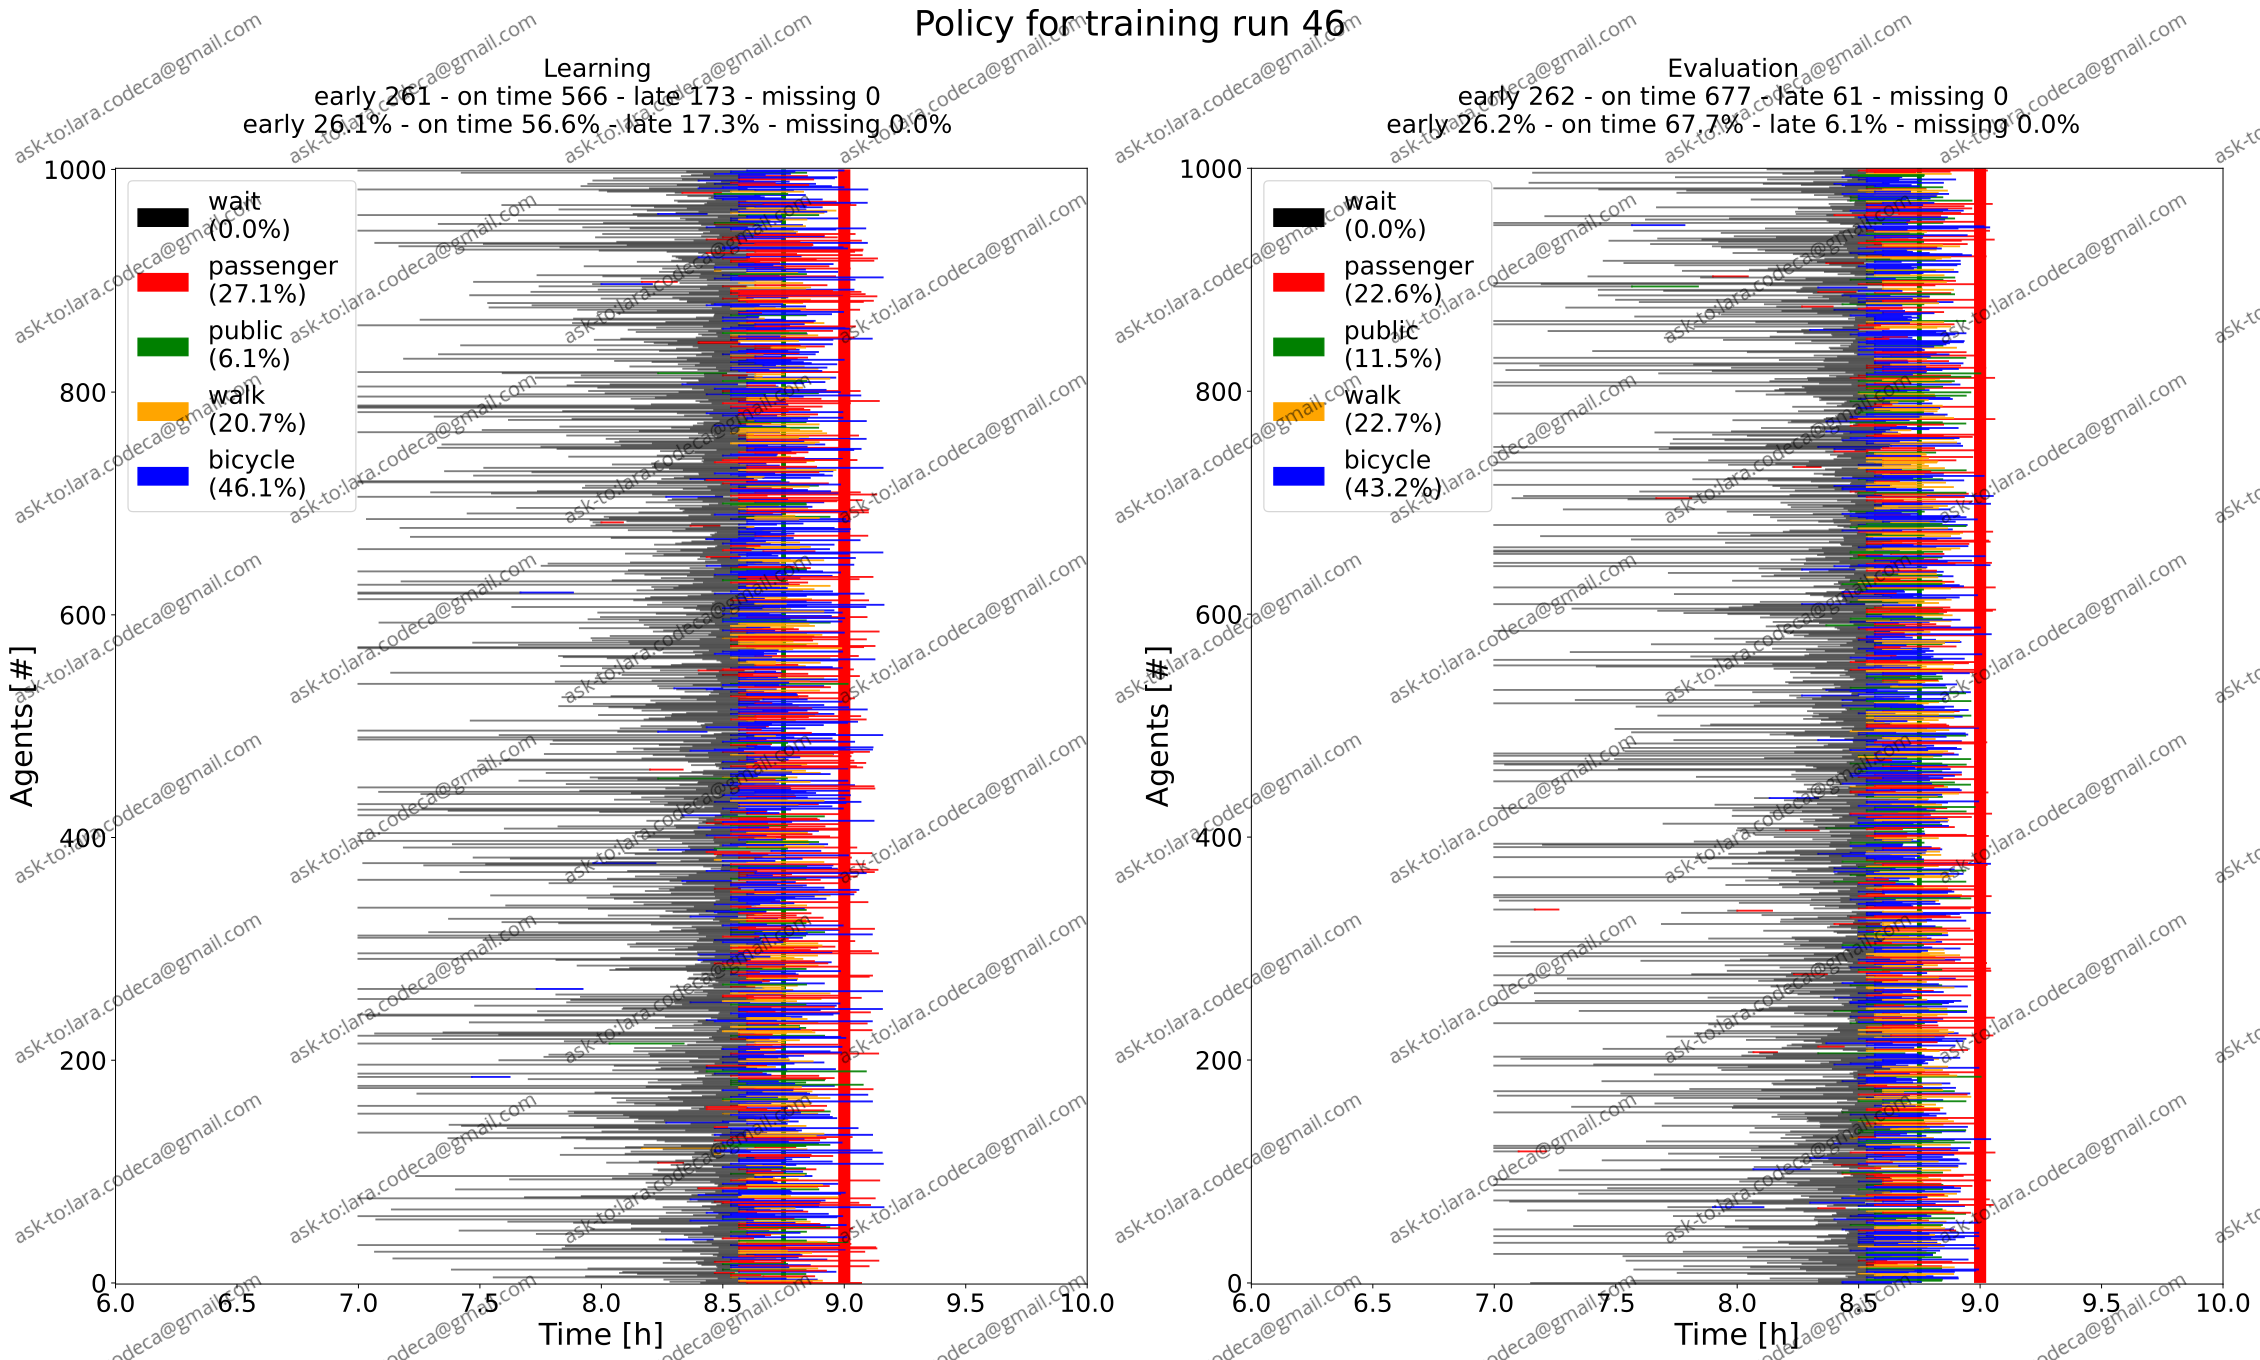 Policy for training run 46
Learning
early 261 - on time 566 - late 173 - missing 0
early 26.1% - on time 56.6% - late 17.3% - missing 0.0%
Evaluation
early 262 - on time 677 - late 61 - missing 0
early 26.2% - on time 67.7% - late 6.1% - missing 0.0%
1000
800
600
400
200
0
Agents [#]
wait
(0.0%)
passenger
(27.1%)
public
(6.1%)
walk
(20.7%)
bicycle
(46.1%)
6.0 6.5 7.0 7.5 8.0 8.5 9.0 9.5 10.0
Time [h]
1000
800
600
400
200
0
Agents [#]
wait
(0.0%)
passenger
(22.6%)
public
(11.5%)
walk
(22.7%)
bicycle
(43.2%)
6.0 6.5 7.0 7.5 8.0 8.5 9.0 9.5 10.0
Time [h]
ask-to:lara.codeca@gmail.com